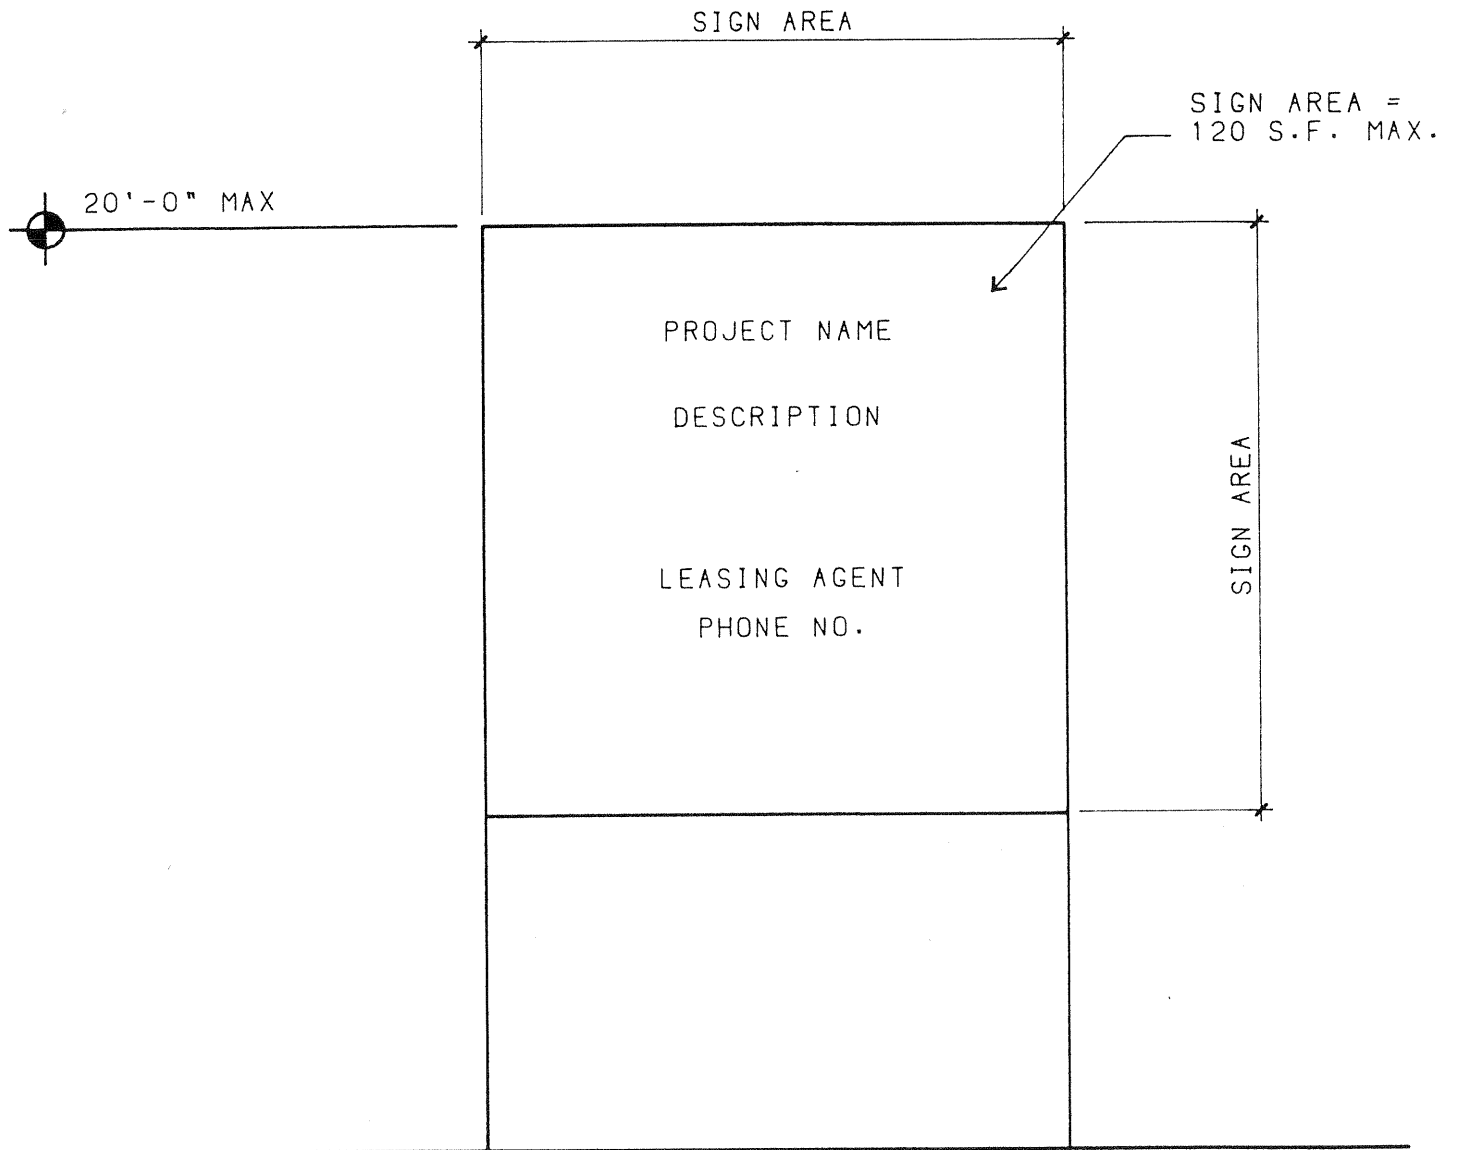 SIGN AREA
SIGN AREA =
120 S.F. MAX.
20'-0" MAX
PROJECT NAME
DESCRIPTION
SIGN AREA
LEASING AGENT
PHONE NO.